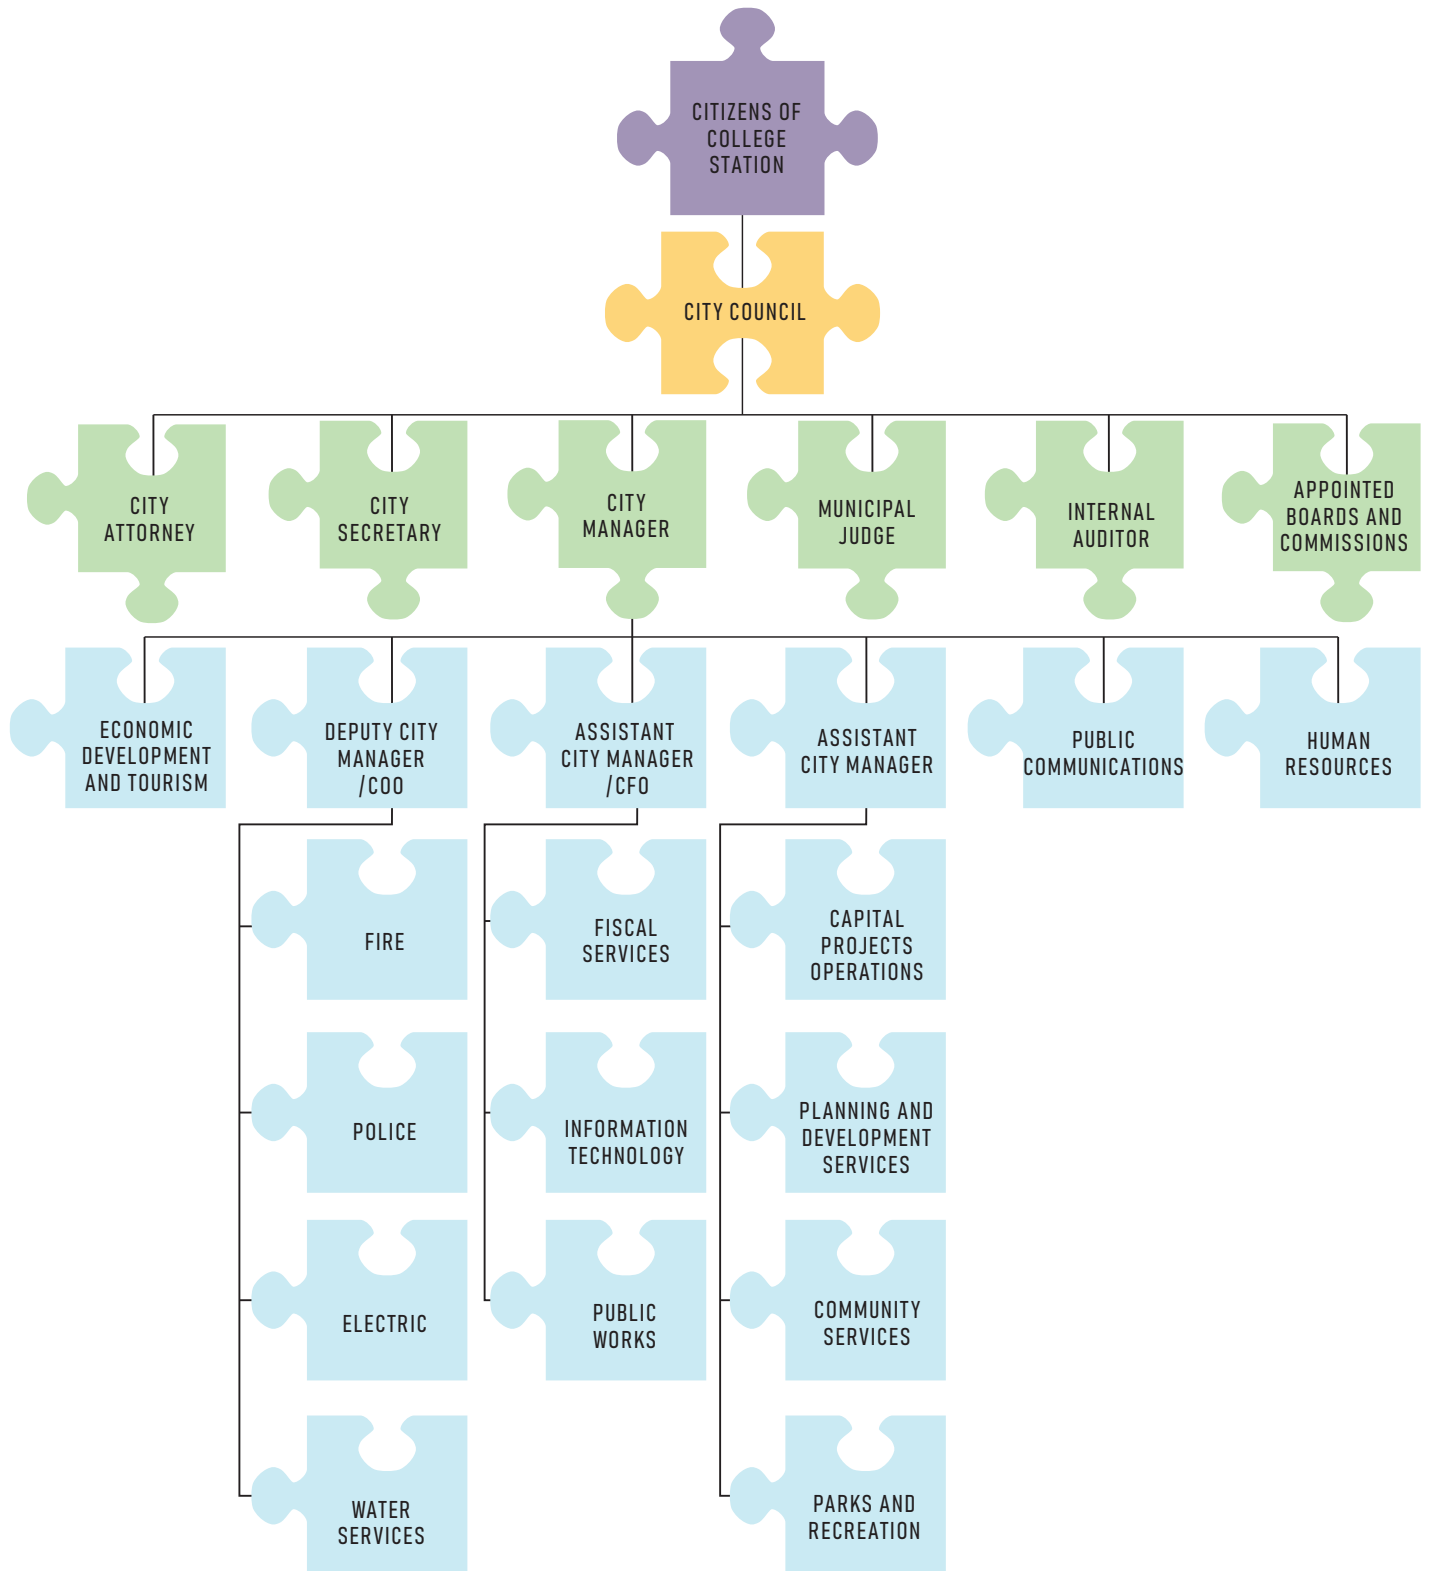 CITIZENS OF
COLLEGE
STATION
CITY COUNCIL
CITY
ATTORNEY
CITY
SECRETARY
CITY
MANAGER
MUNICIPAL
JUDGE
INTERNAL
AUDITOR
APPOINTED
BOARDS AND
COMMISSIONS
ECONOMIC
DEVELOPMENT
AND TOURISM
DEPUTY CITY
MANAGER
/COO
ASSISTANT
CITY MANAGER
/CFO
ASSISTANT
CITY MANAGER
PUBLIC
COMMUNICATIONS
HUMAN
RESOURCES
FIRE
FISCAL
SERVICES
CAPITAL
PROJECTS
OPERATIONS
POLICE
INFORMATION
TECHNOLOGY
PLANNING AND
DEVELOPMENT
SERVICES
ELECTRIC
PUBLIC
WORKS
COMMUNITY
SERVICES
WATER
SERVICES
PARKS AND
RECREATION